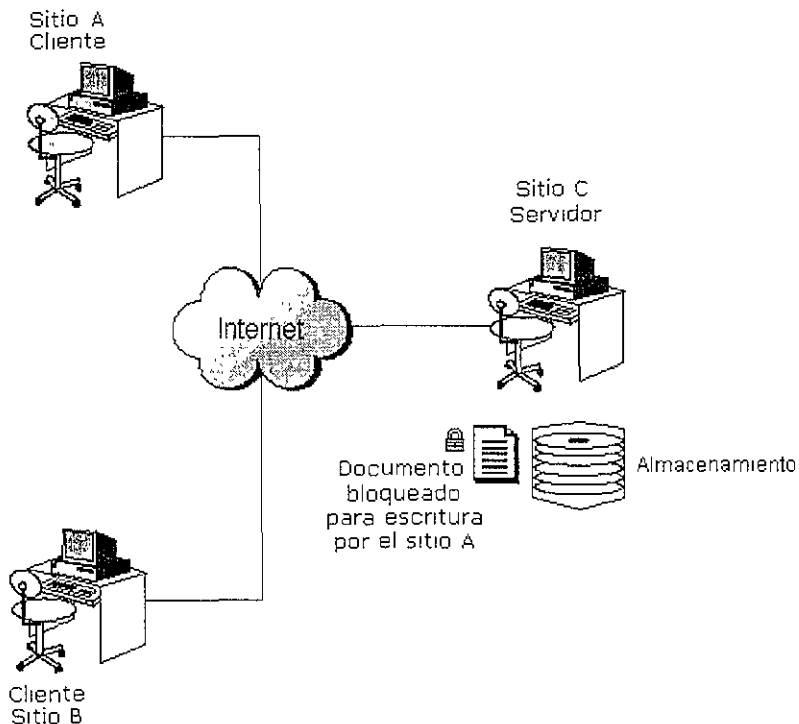 Sitio A
Cliente
Sitio C
Servidor
Internet
Documento
bloqueado
para escritura
por el sitio A
Almacenamiento
Cliente
Sitio B